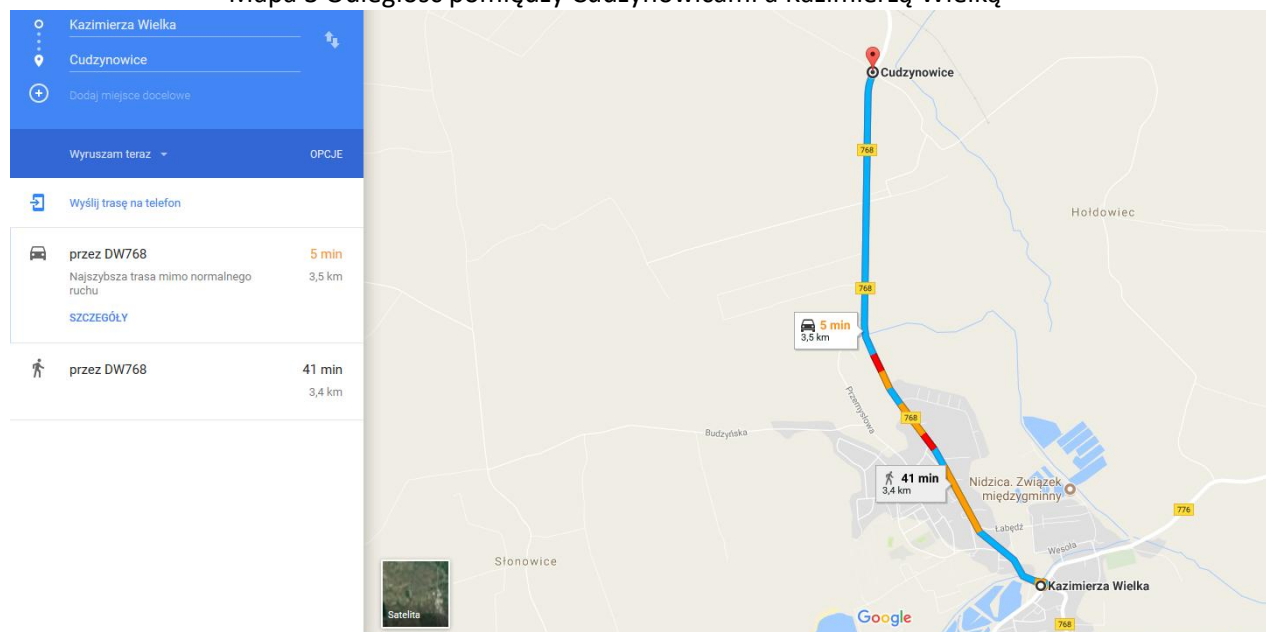 Mapa 3 Odległość pomiędzy Cudzynowicami a Kazimierzą Wielką
Kazimierza Wielka
Cudzynowice
Dodaj miejsce docelowe
Wyruszam teraz
OPCJE
Wyślij trasę na telefon
przez DW768
5 min
Najszybsza trasa mimo normalnego
3,5 km
ruchu
SZCZEGÓŁY
przez DW768
41 min
3,4 km
Cudzynowice
768
Hołdowiec
768
5 min
3,5 km
Przemysłowa
768
Budzyńska
41 min
3,4 km
Nidzica. Związek
międzygminny
776
Łabędź
Wesoła
Słonowice
Kazimierza Wielka
Satelita
Google
768